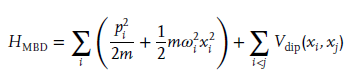 H_MBD = ∑_i ( p_i^2 / 2m + 1/2 mω_i^2 x_i^2 ) + ∑_{i<j} V_dip(x_i, x_j)